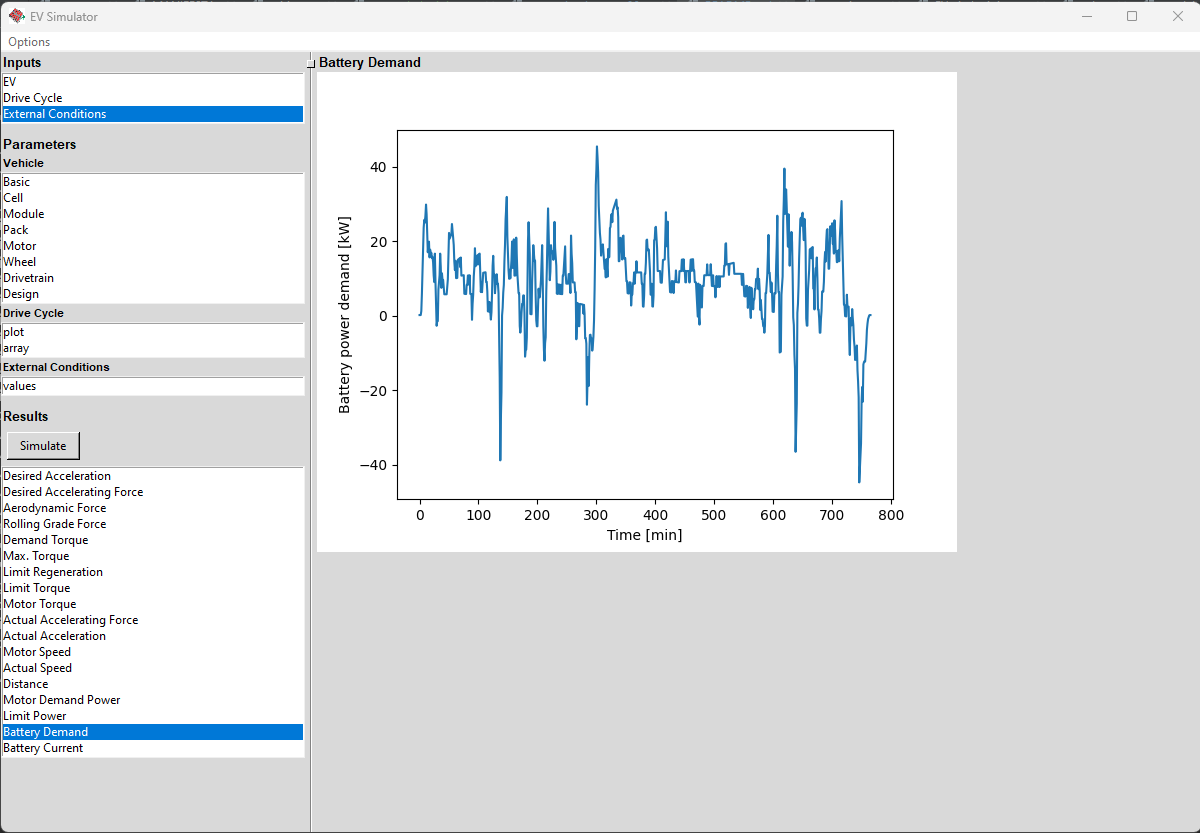 EV Simulator
Options
Inputs
EV
Drive Cycle
External Conditions
Parameters
Vehicle
Basic
Cell
Module
Pack
Motor
Wheel
Drivetrain
Design
Drive Cycle
plot
array
External Conditions
values
Results
Simulate
Desired Acceleration
Desired Accelerating Force
Aerodynamic Force
Rolling Grade Force
Demand Torque
Max. Torque
Limit Regeneration
Limit Torque
Motor Torque
Actual Accelerating Force
Actual Acceleration
Motor Speed
Actual Speed
Distance
Motor Demand Power
Limit Power
Battery Demand
Battery Current
Battery Demand
Battery power demand [kW]
40
20
0
−20
−40
0 100 200 300 400 500 600 700 800
Time [min]